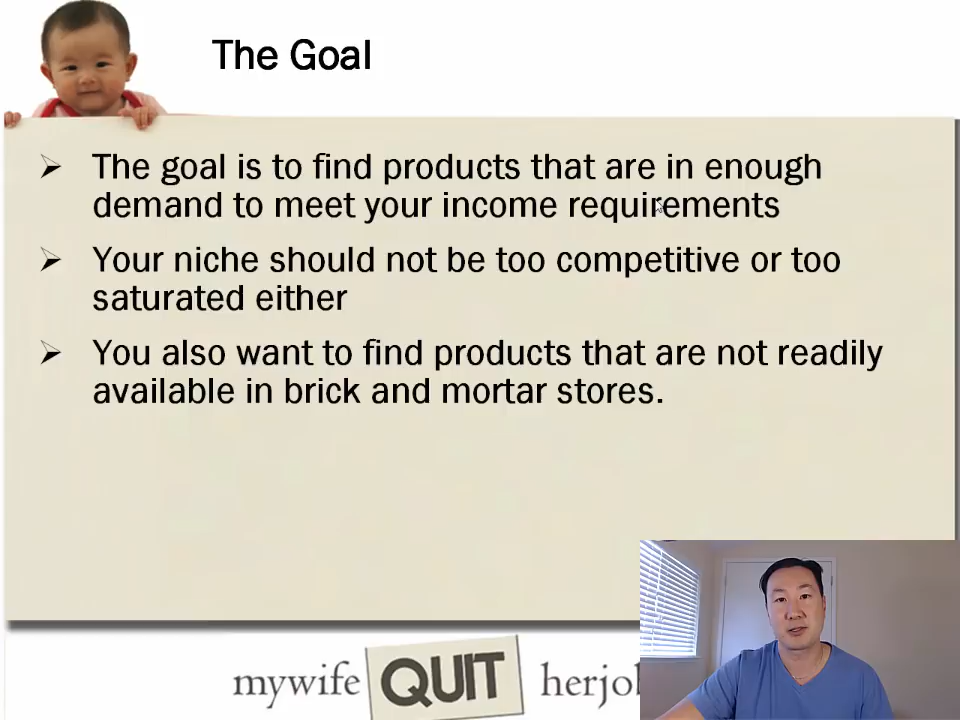 The Goal
The goal is to find products that are in enough
demand to meet your income requirements
Your niche should not be too competitive or too
saturated either
You also want to find products that are not readily
available in brick and mortar stores.
mywife QUIT herjob